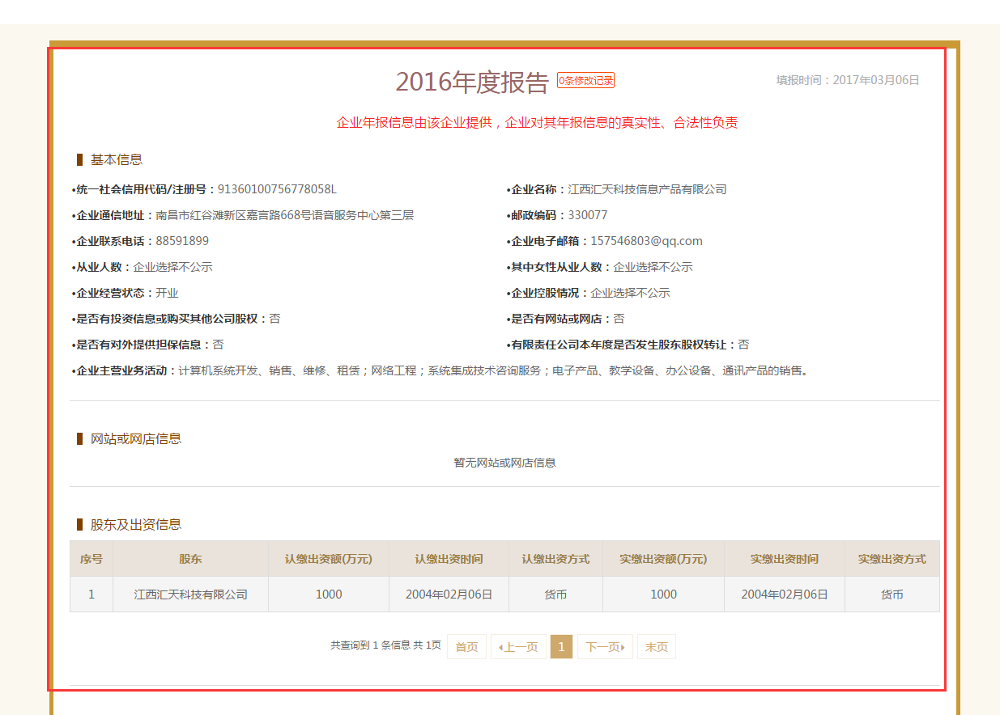 2016年度报告 0条修改记录 填报时间：2017年03月06日
企业年报信息由该企业提供，企业对其年报信息的真实性、合法性负责
基本信息
•统一社会信用代码/注册号：91360100756778058L •企业名称：江西汇天科技信息产品有限公司
•企业通信地址：南昌市红谷滩新区嘉言路668号语音服务中心第三层 •邮政编码：330077
•企业联系电话：88591899 •企业电子邮箱：157546803@qq.com
•从业人数：企业选择不公示 •其中女性从业人数：企业选择不公示
•企业经营状态：开业 •企业控股情况：企业选择不公示
•是否有投资信息或购买其他公司股权：否 •是否有网站或网店：否
•是否有对外提供担保信息：否 •有限责任公司本年度是否发生股东股权转让：否
•企业主营业务活动：计算机系统开发、销售、维修、租赁；网络工程；系统集成技术咨询服务；电子产品、教学设备、办公设备、通讯产品的销售。
网站或网店信息
暂无网站或网店信息
股东及出资信息
序号 股东 认缴出资额(万元) 认缴出资时间 认缴出资方式 实缴出资额(万元) 实缴出资时间 实缴出资方式
1 江西汇天科技有限公司 1000 2004年02月06日 货币 1000 2004年02月06日 货币
共查询到 1 条信息 共 1页 首页 上一页 1 下一页 末页